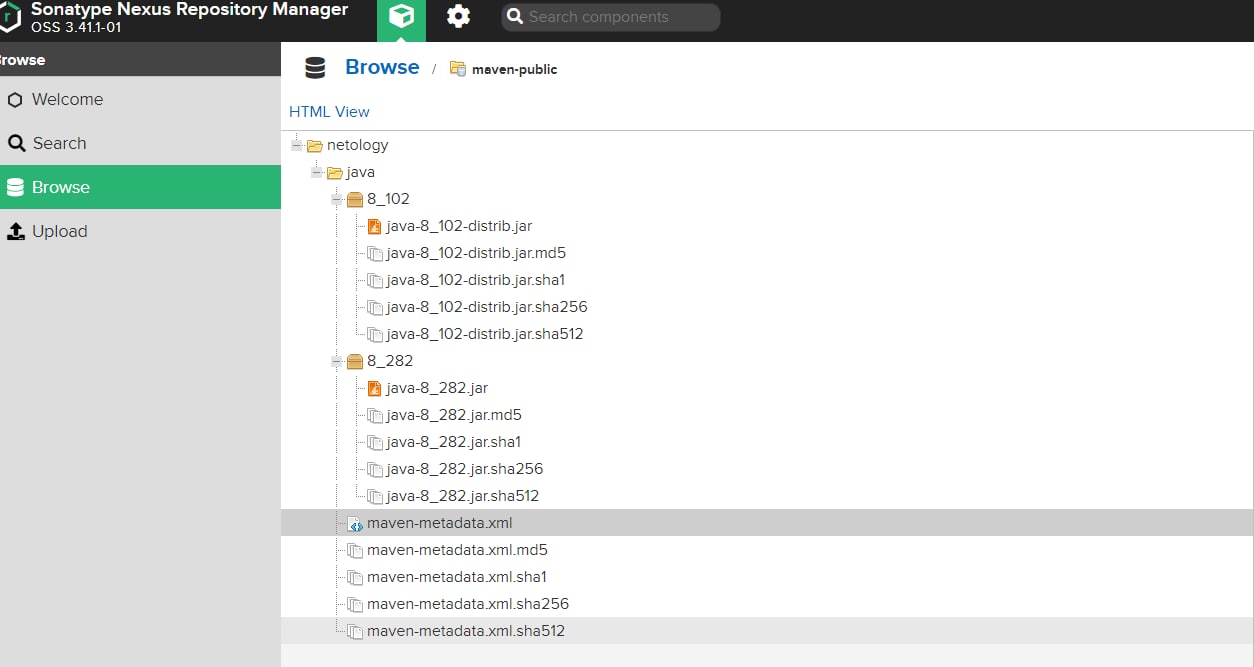 Sonatype Nexus Repository Manager
OSS 3.41.1-01
Search components
Browse
Welcome
Search
Browse
Upload
Browse / maven-public
HTML View
netology
java
8_102
java-8_102-distrib.jar
java-8_102-distrib.jar.md5
java-8_102-distrib.jar.sha1
java-8_102-distrib.jar.sha256
java-8_102-distrib.jar.sha512
8_282
java-8_282.jar
java-8_282.jar.md5
java-8_282.jar.sha1
java-8_282.jar.sha256
java-8_282.jar.sha512
maven-metadata.xml
maven-metadata.xml.md5
maven-metadata.xml.sha1
maven-metadata.xml.sha256
maven-metadata.xml.sha512